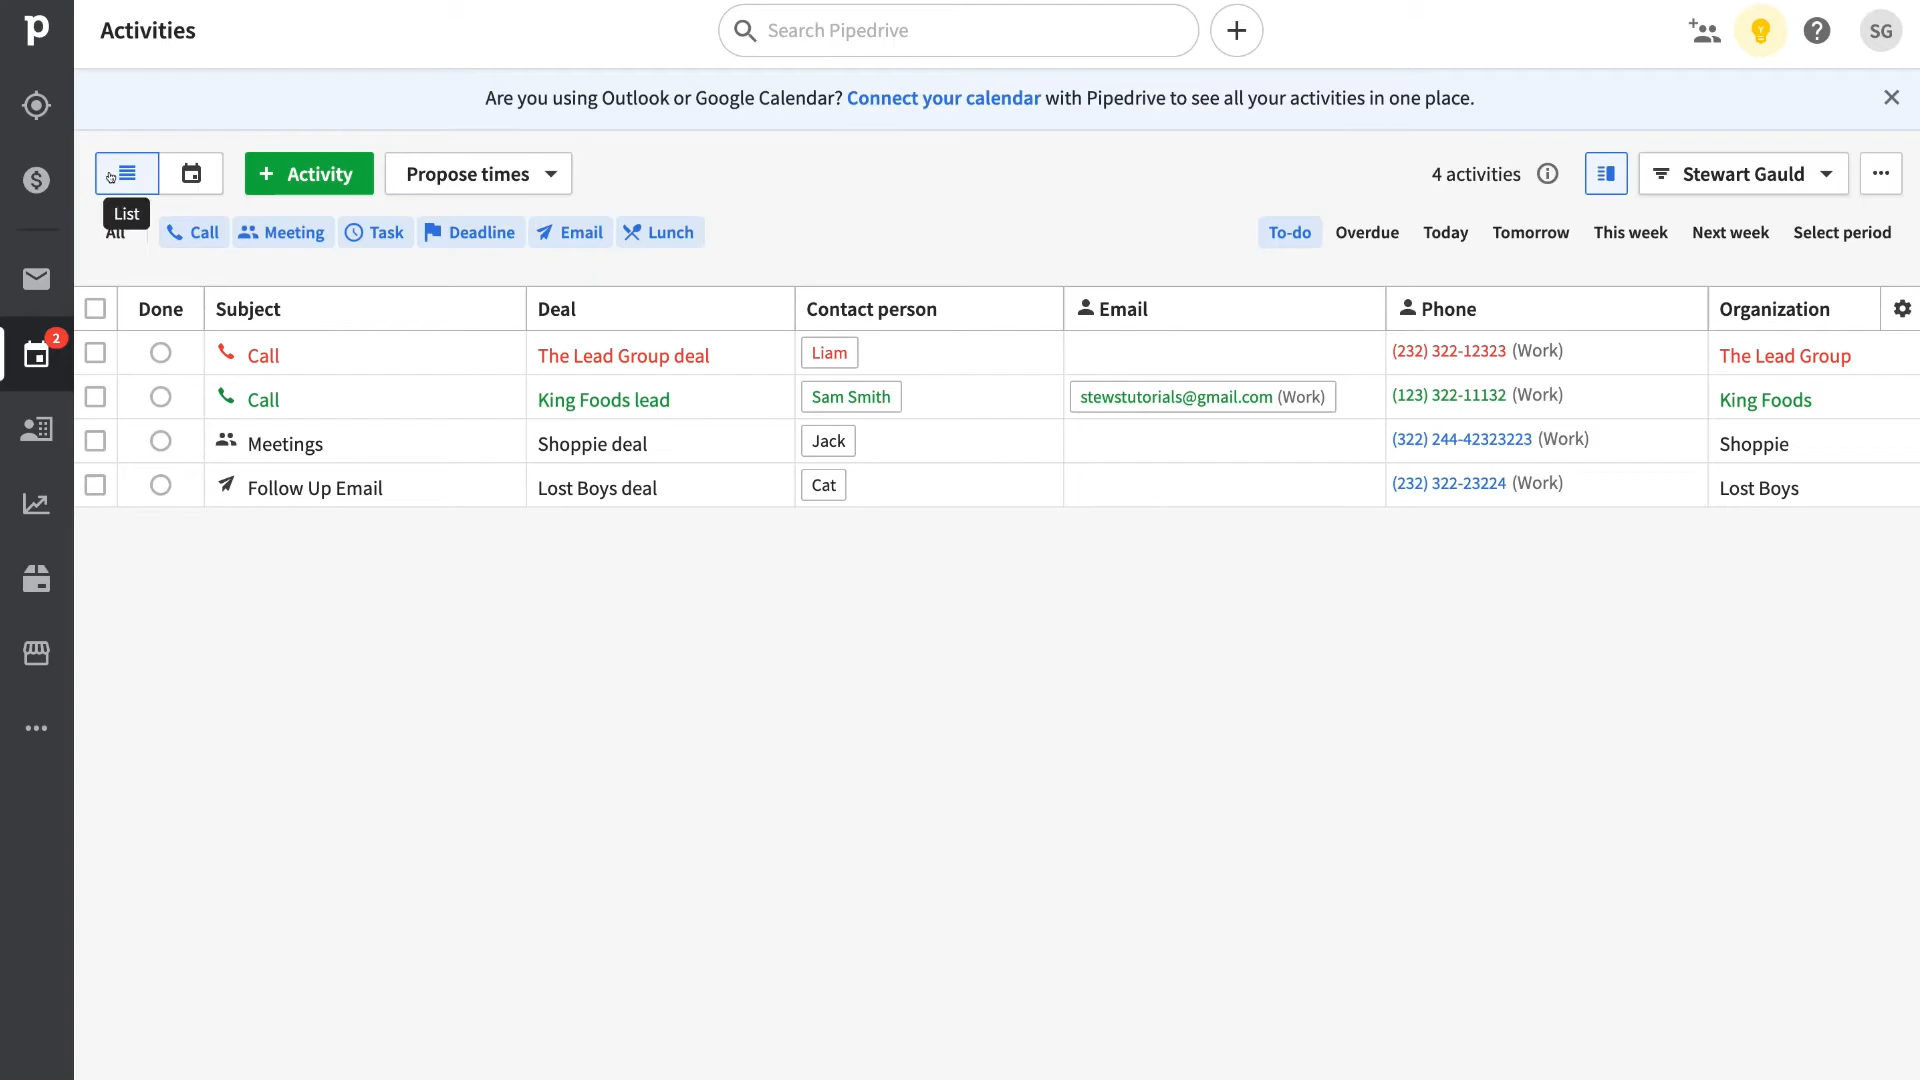 p Activities Search Pipedrive SG
Are you using Outlook or Google Calendar? Connect your calendar with Pipedrive to see all your activities in one place.
+ Activity Propose times 4 activities Stewart Gauld
List
All Call Meeting Task Deadline Email Lunch To-do Overdue Today Tomorrow This week Next week Select period
Done Subject Deal Contact person Email Phone Organization
2
Call The Lead Group deal Liam (232) 322-12323 (Work) The Lead Group
Call King Foods lead Sam Smith stewstutorials@gmail.com (Work) (123) 322-11132 (Work) King Foods
Meetings Shoppie deal Jack (322) 244-42323223 (Work) Shoppie
Follow Up Email Lost Boys deal Cat (232) 322-23224 (Work) Lost Boys